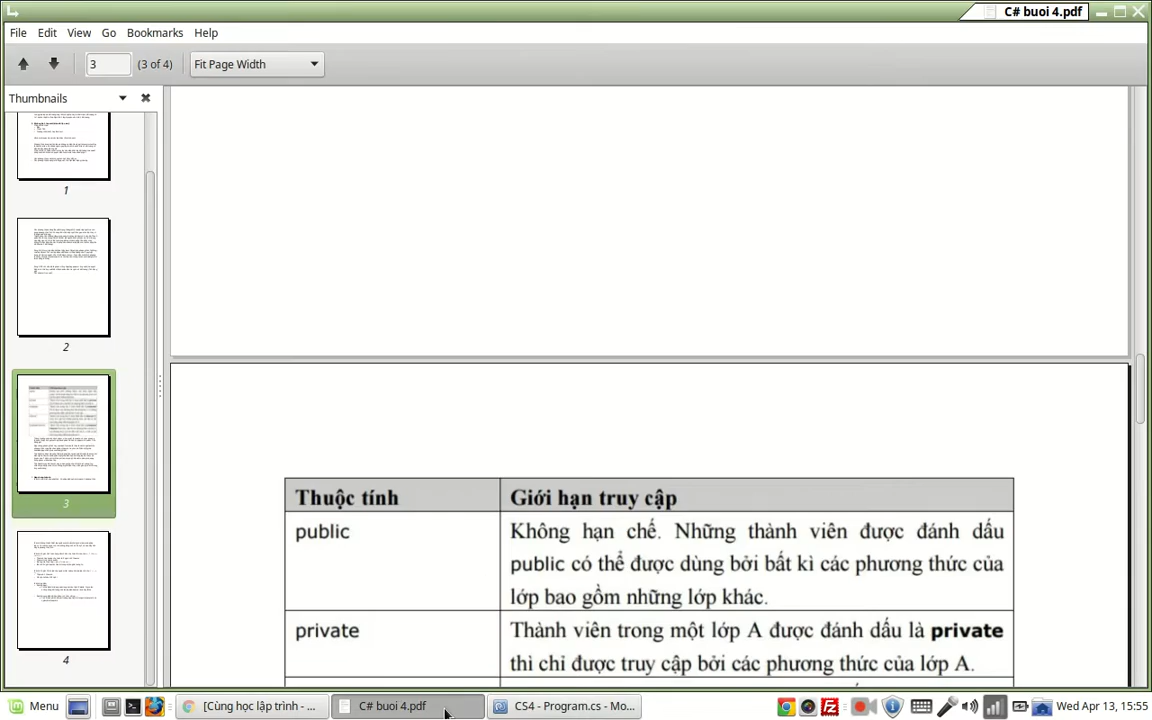 C# buoi 4.pdf
File Edit View Go Bookmarks Help
3 (3 of 4) Fit Page Width
Thumbnails
1
2
3
4
Thuộc tính Giới hạn truy cập
public Không hạn chế. Những thành viên được đánh dấu
public có thể được dùng bởi bất kì các phương thức của
lớp bao gồm những lớp khác.
private Thành viên trong một lớp A được đánh dấu là private
thì chỉ được truy cập bởi các phương thức của lớp A.
Menu [Cùng học lập trình - ... C# buoi 4.pdf CS4 - Program.cs - Mo... Wed Apr 13, 15:55